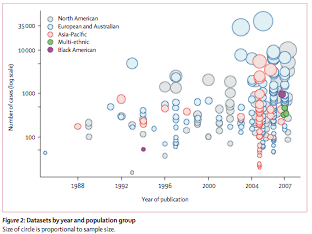 North American
European and Australian
Asia-Pacific
Multi-ethnic
Black American
35000
10000
1000
100
Number of cases (log scale)
1988
1992
1996
2000
2004
2007
Year of publication
Figure 2: Datasets by year and population group
Size of circle is proportional to sample size.